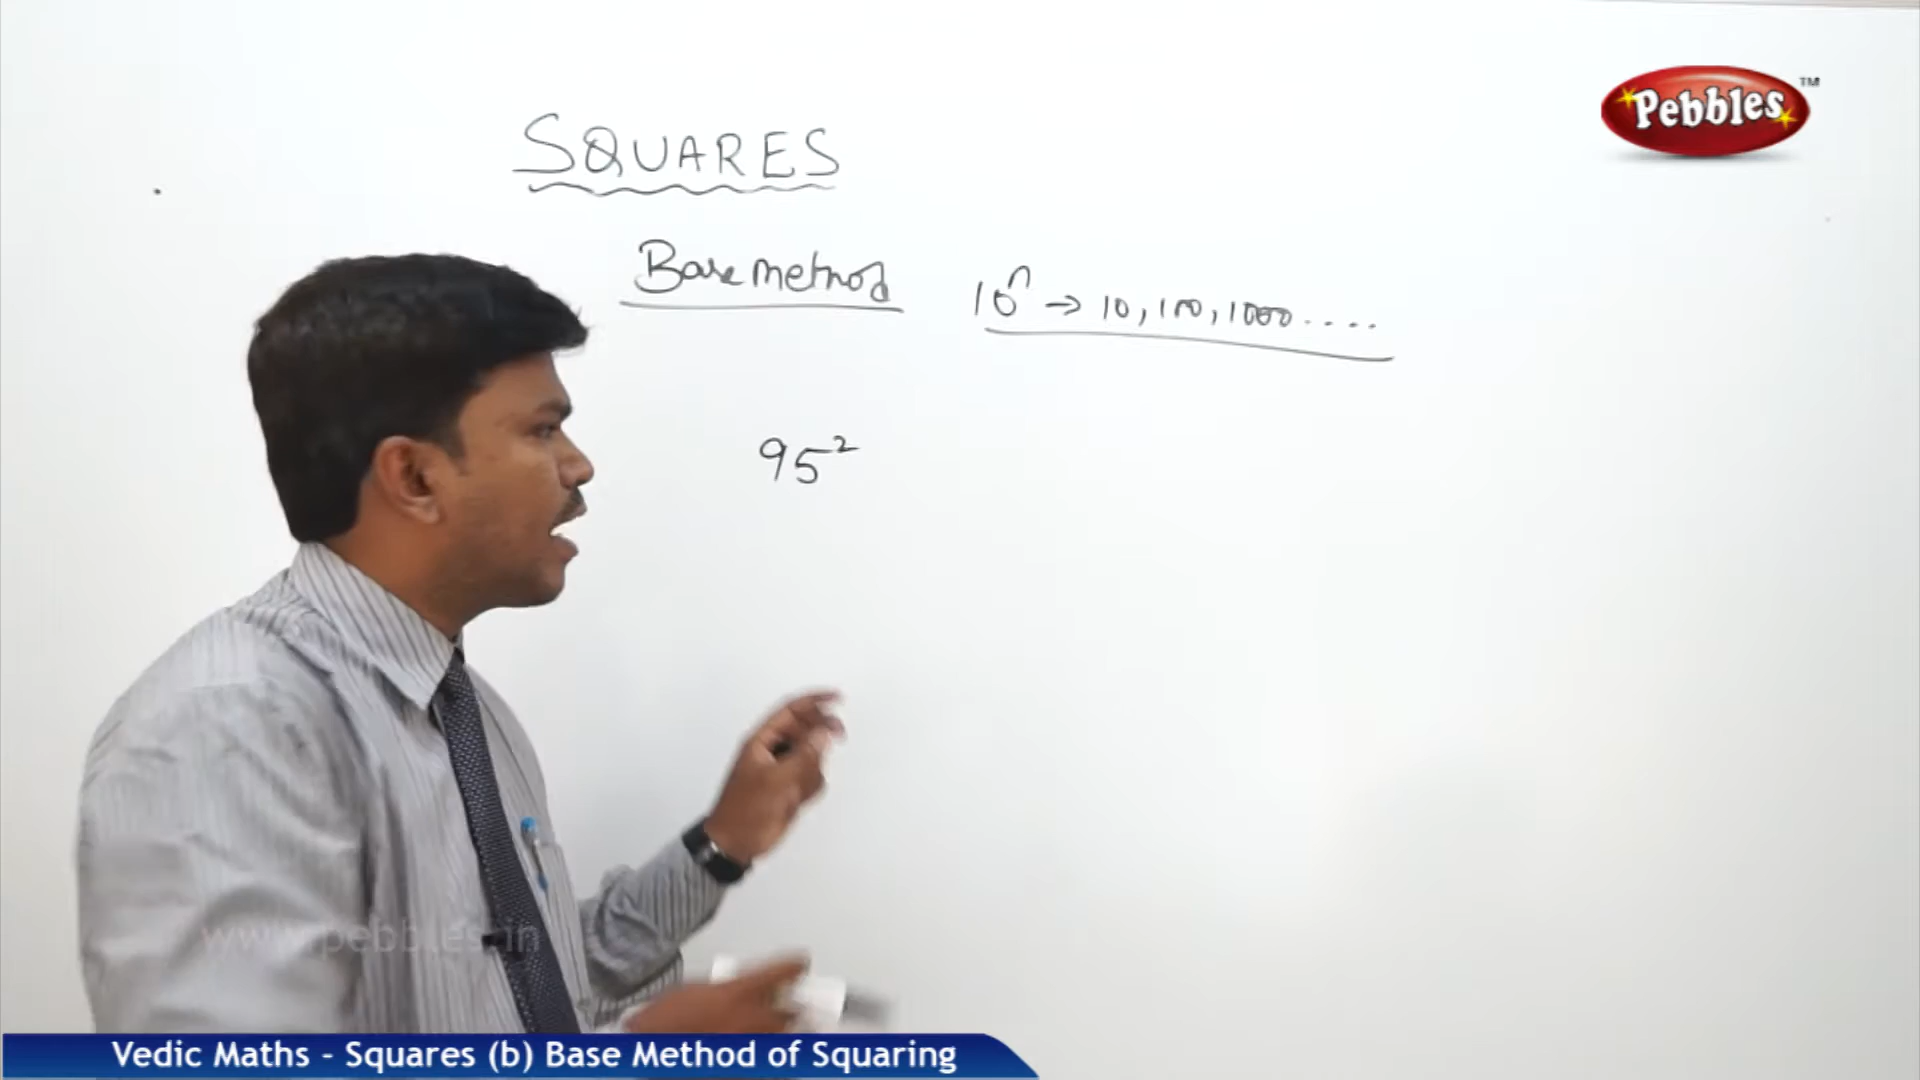 Pebbles TM
SQUARES
Base method
10ⁿ → 10, 100, 1000.....
95²
www.pebbles.in
Vedic Maths - Squares (b) Base Method of Squaring